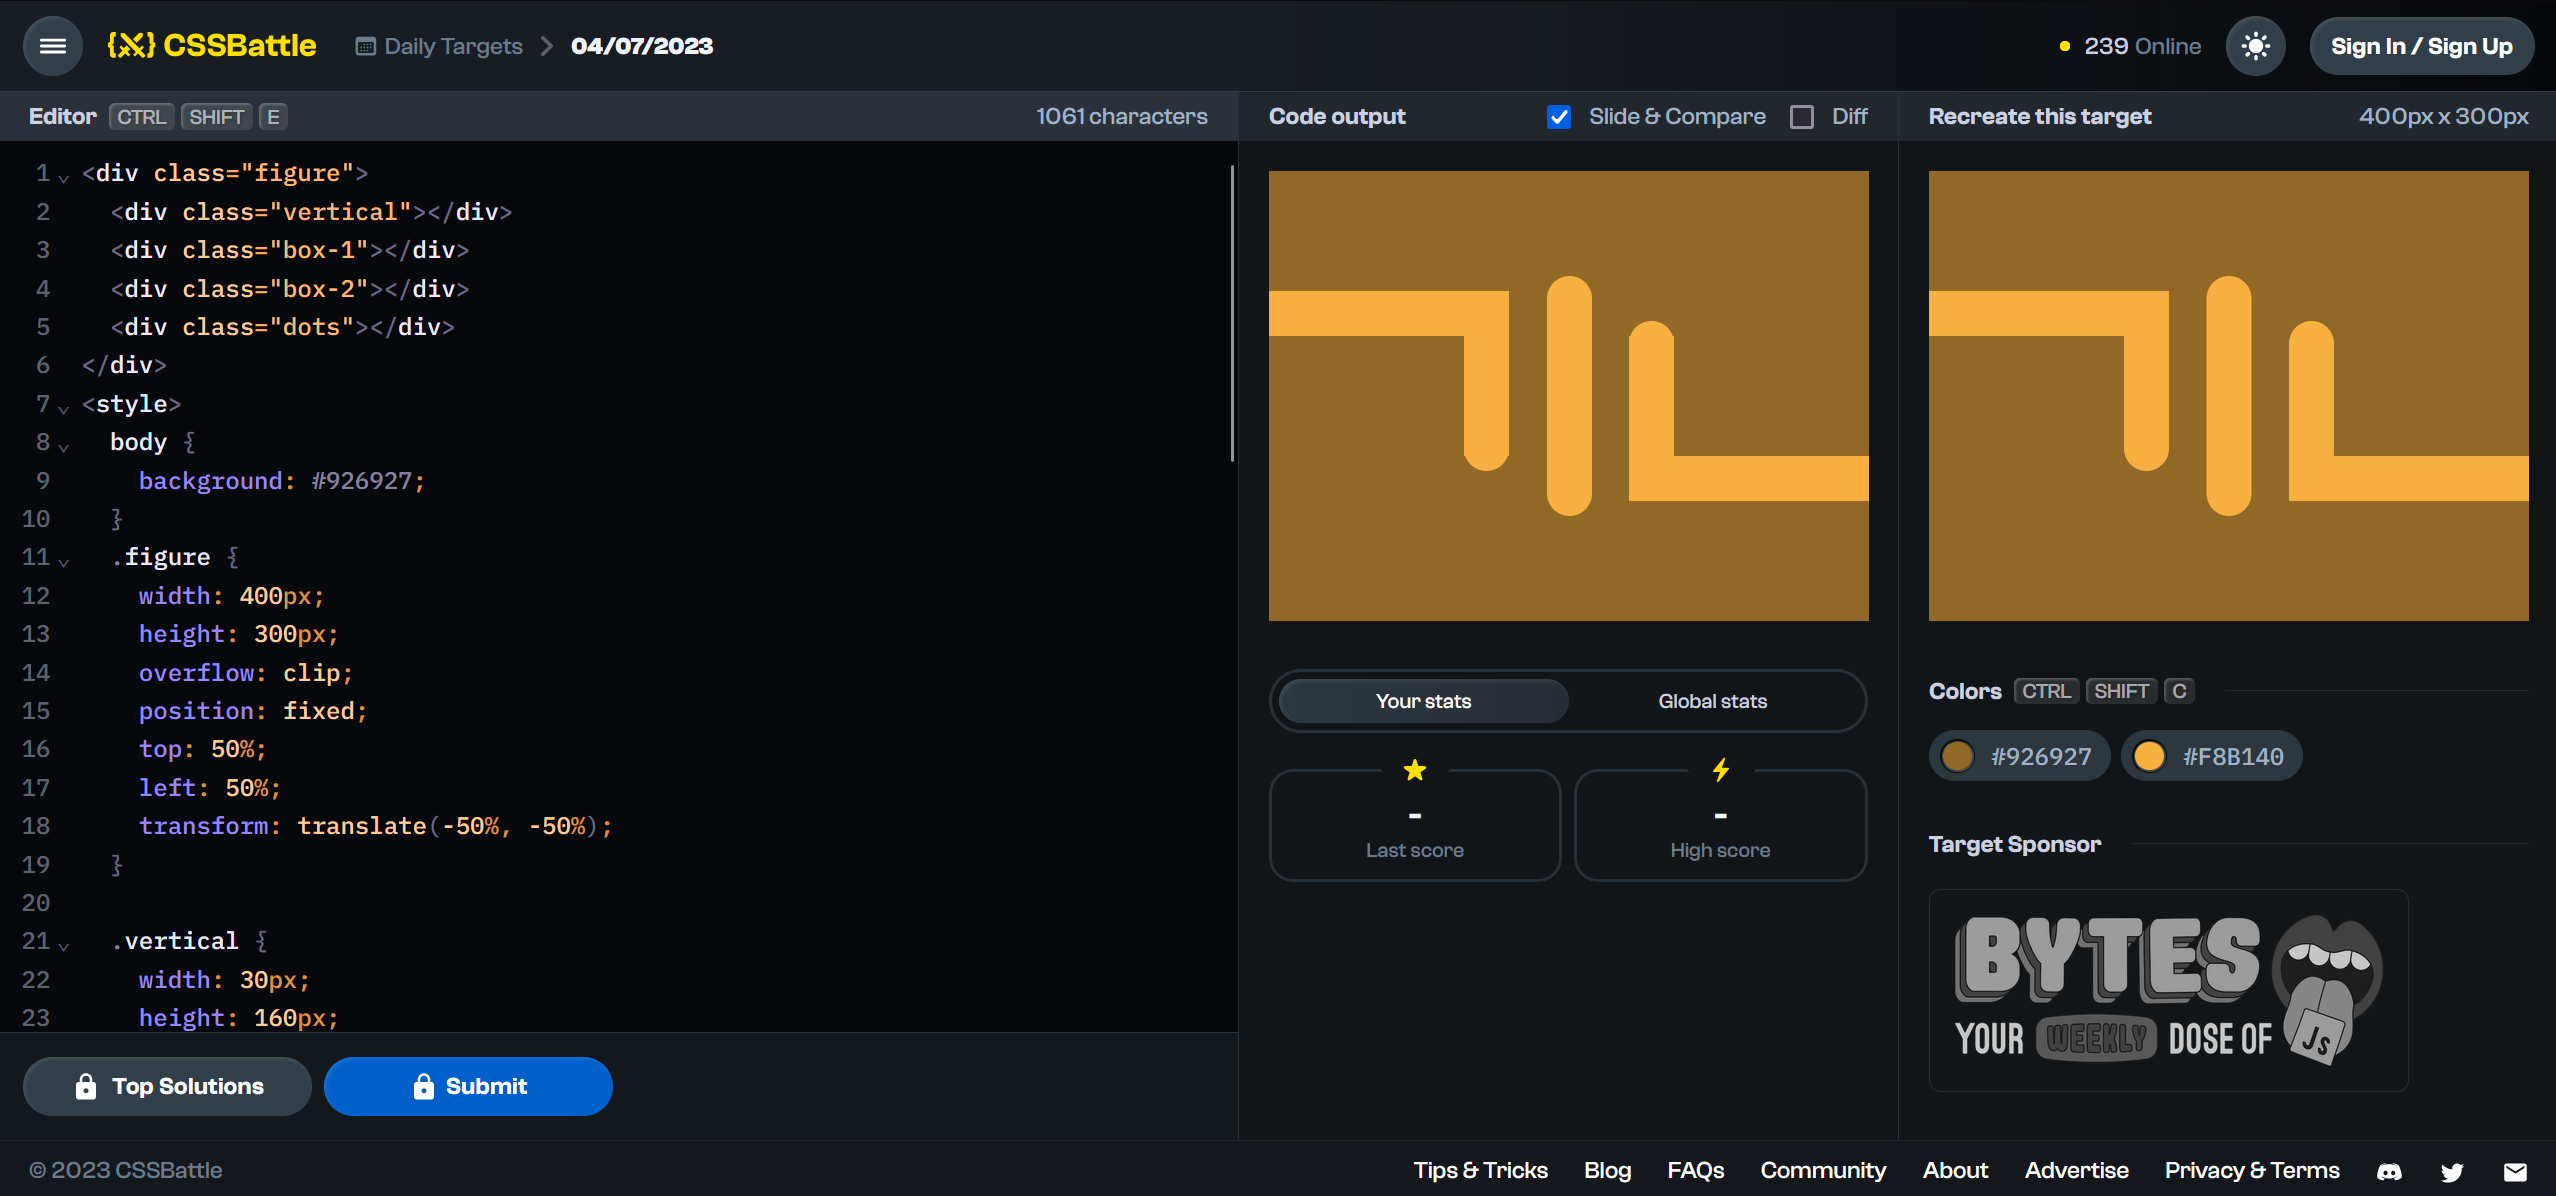 {X} CSSBattle
Daily Targets > 04/07/2023
239 Online
Sign In / Sign Up
Editor CTRL SHIFT E
1061 characters
1 <div class="figure">
2 <div class="vertical"></div>
3 <div class="box-1"></div>
4 <div class="box-2"></div>
5 <div class="dots"></div>
6 </div>
7 <style>
8 body {
9 background: #926927;
10 }
11 .figure {
12 width: 400px;
13 height: 300px;
14 overflow: clip;
15 position: fixed;
16 top: 50%;
17 left: 50%;
18 transform: translate(-50%, -50%);
19 }
20
21 .vertical {
22 width: 30px;
23 height: 160px;
Top Solutions
Submit
Code output
Slide & Compare
Diff
Your stats
Global stats
-
Last score
-
High score
Recreate this target
400px x 300px
Colors CTRL SHIFT C
#926927
#F8B140
Target Sponsor
BYTES
YOUR WEEKLY DOSE OF JS
© 2023 CSSBattle
Tips & Tricks
Blog
FAQs
Community
About
Advertise
Privacy & Terms